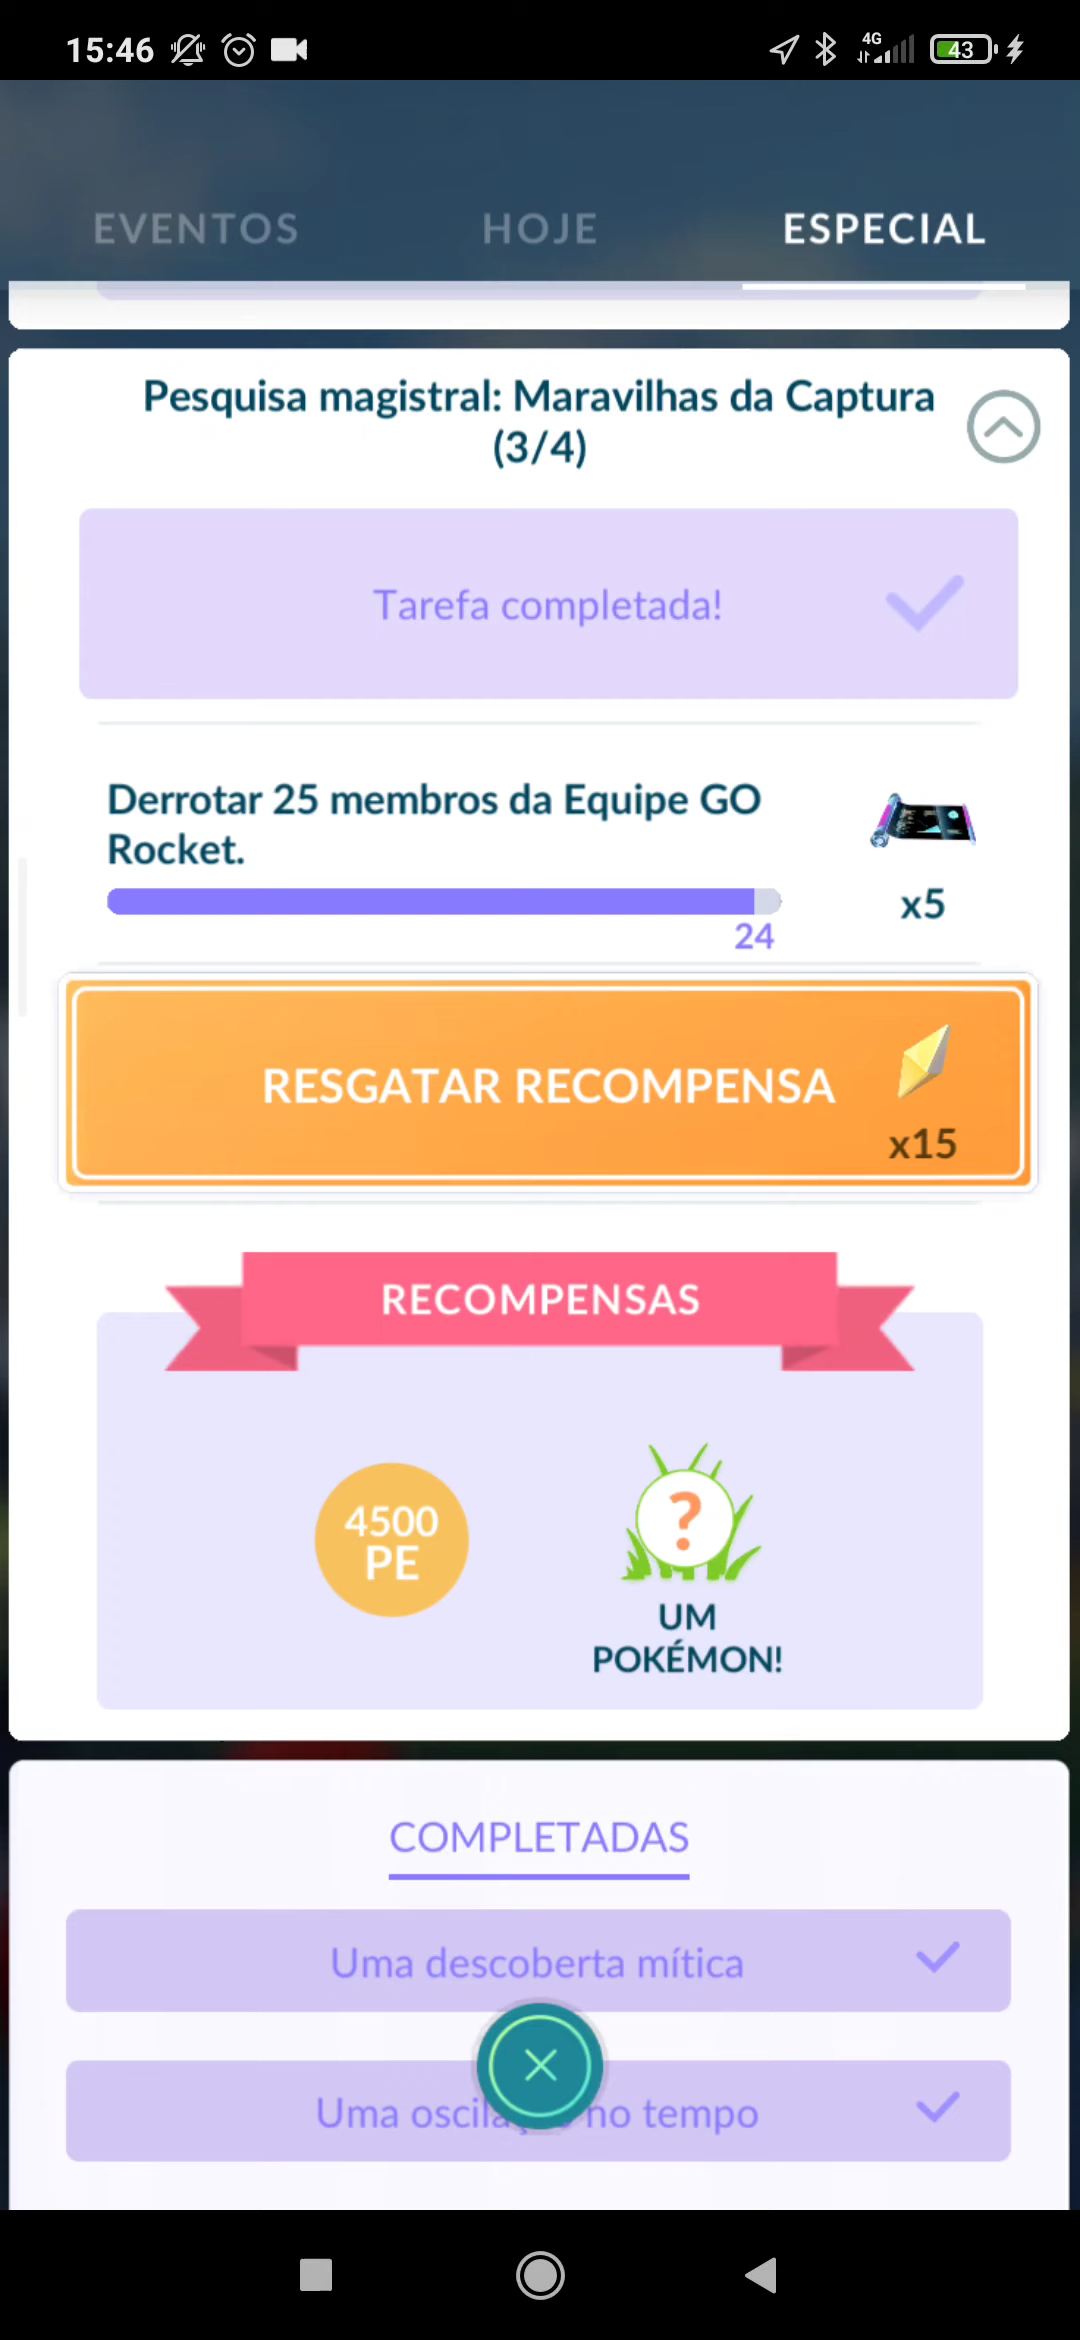 15:46
4G
43
EVENTOS
HOJE
ESPECIAL
Pesquisa magistral: Maravilhas da Captura
(3/4)
Tarefa completada!
Derrotar 25 membros da Equipe GO
Rocket.
24
x5
RESGATAR RECOMPENSA
x15
RECOMPENSAS
4500
PE
?
UM
POKÉMON!
COMPLETADAS
Uma descoberta mítica
Uma no tempo